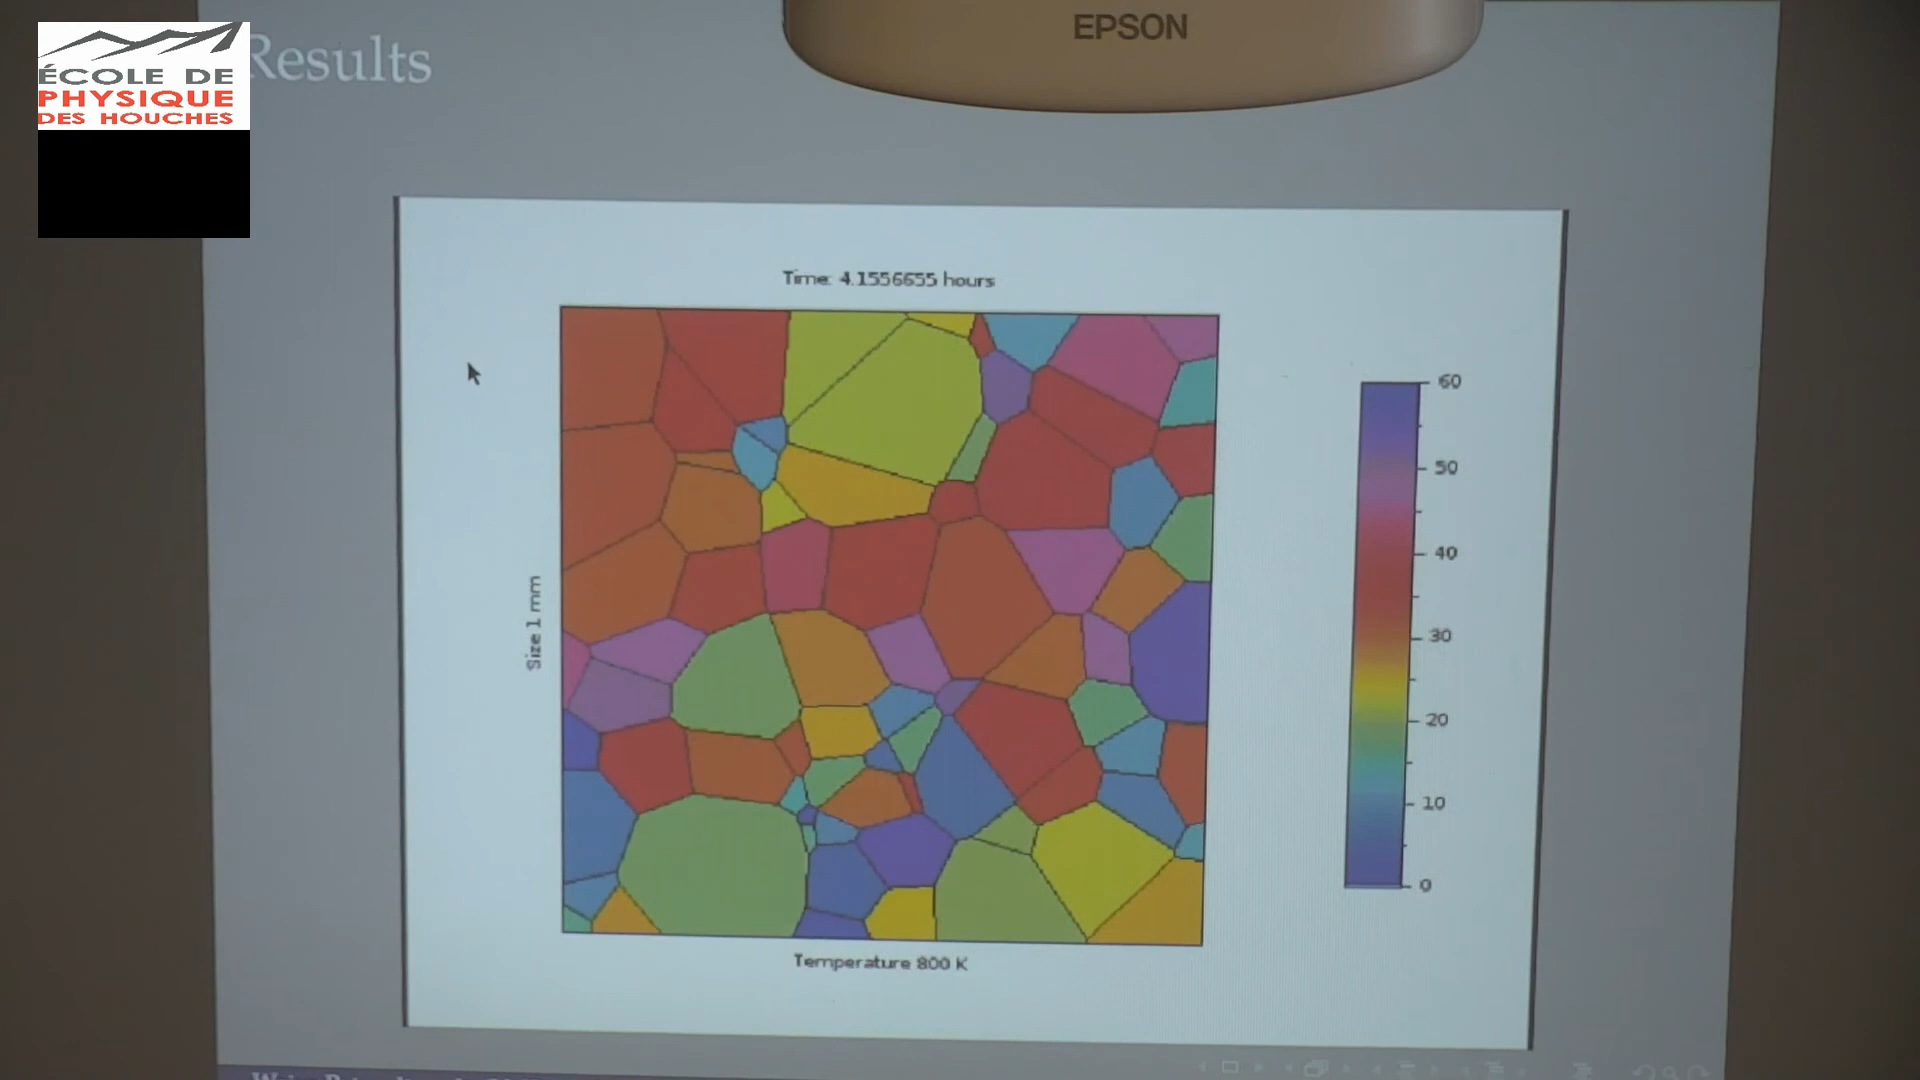 EPSON
Results
ÉCOLE DE
PHYSIQUE
DES HOUCHES
Time: 4.1556655 hours
60
50
40
30
20
10
0
Size 1 mm
Temperature 800 K